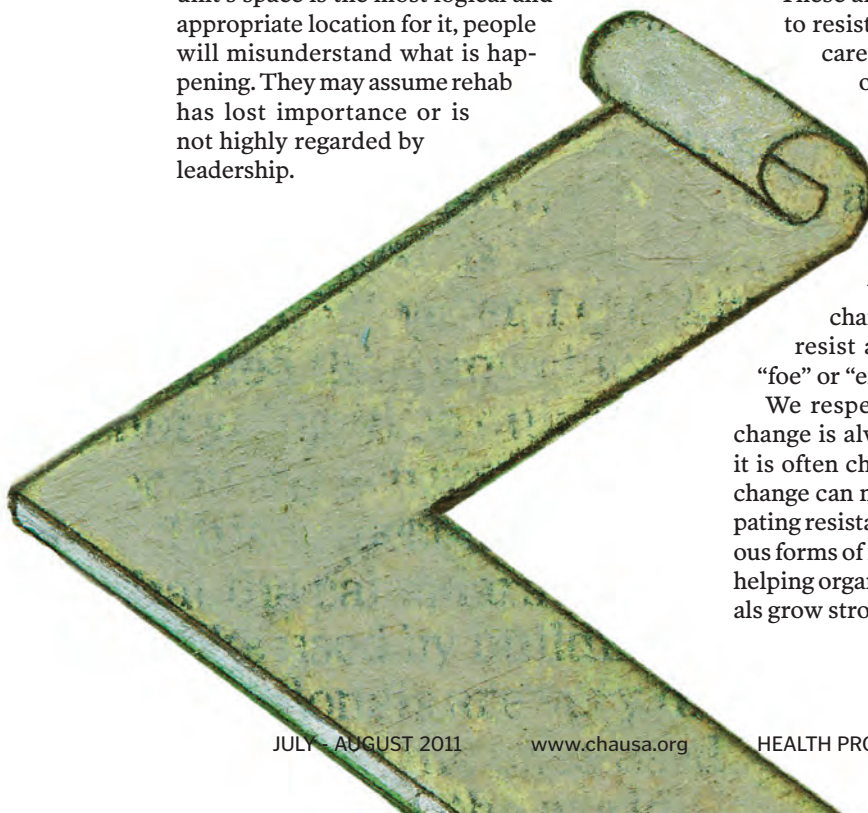 unit's space is the most logical and
appropriate location for it, people
will misunderstand what is hap-
pening. They may assume rehab
has lost importance or is
not highly regarded by
leadership.
These
to resist
care
cha
resist a
“foe” or “e
We respe
change is al
it is often ch
change can
pating resista
ous forms of
helping organ
als grow stro
JULY - AUGUST 2011 www.chausa.org HEALTH PRO